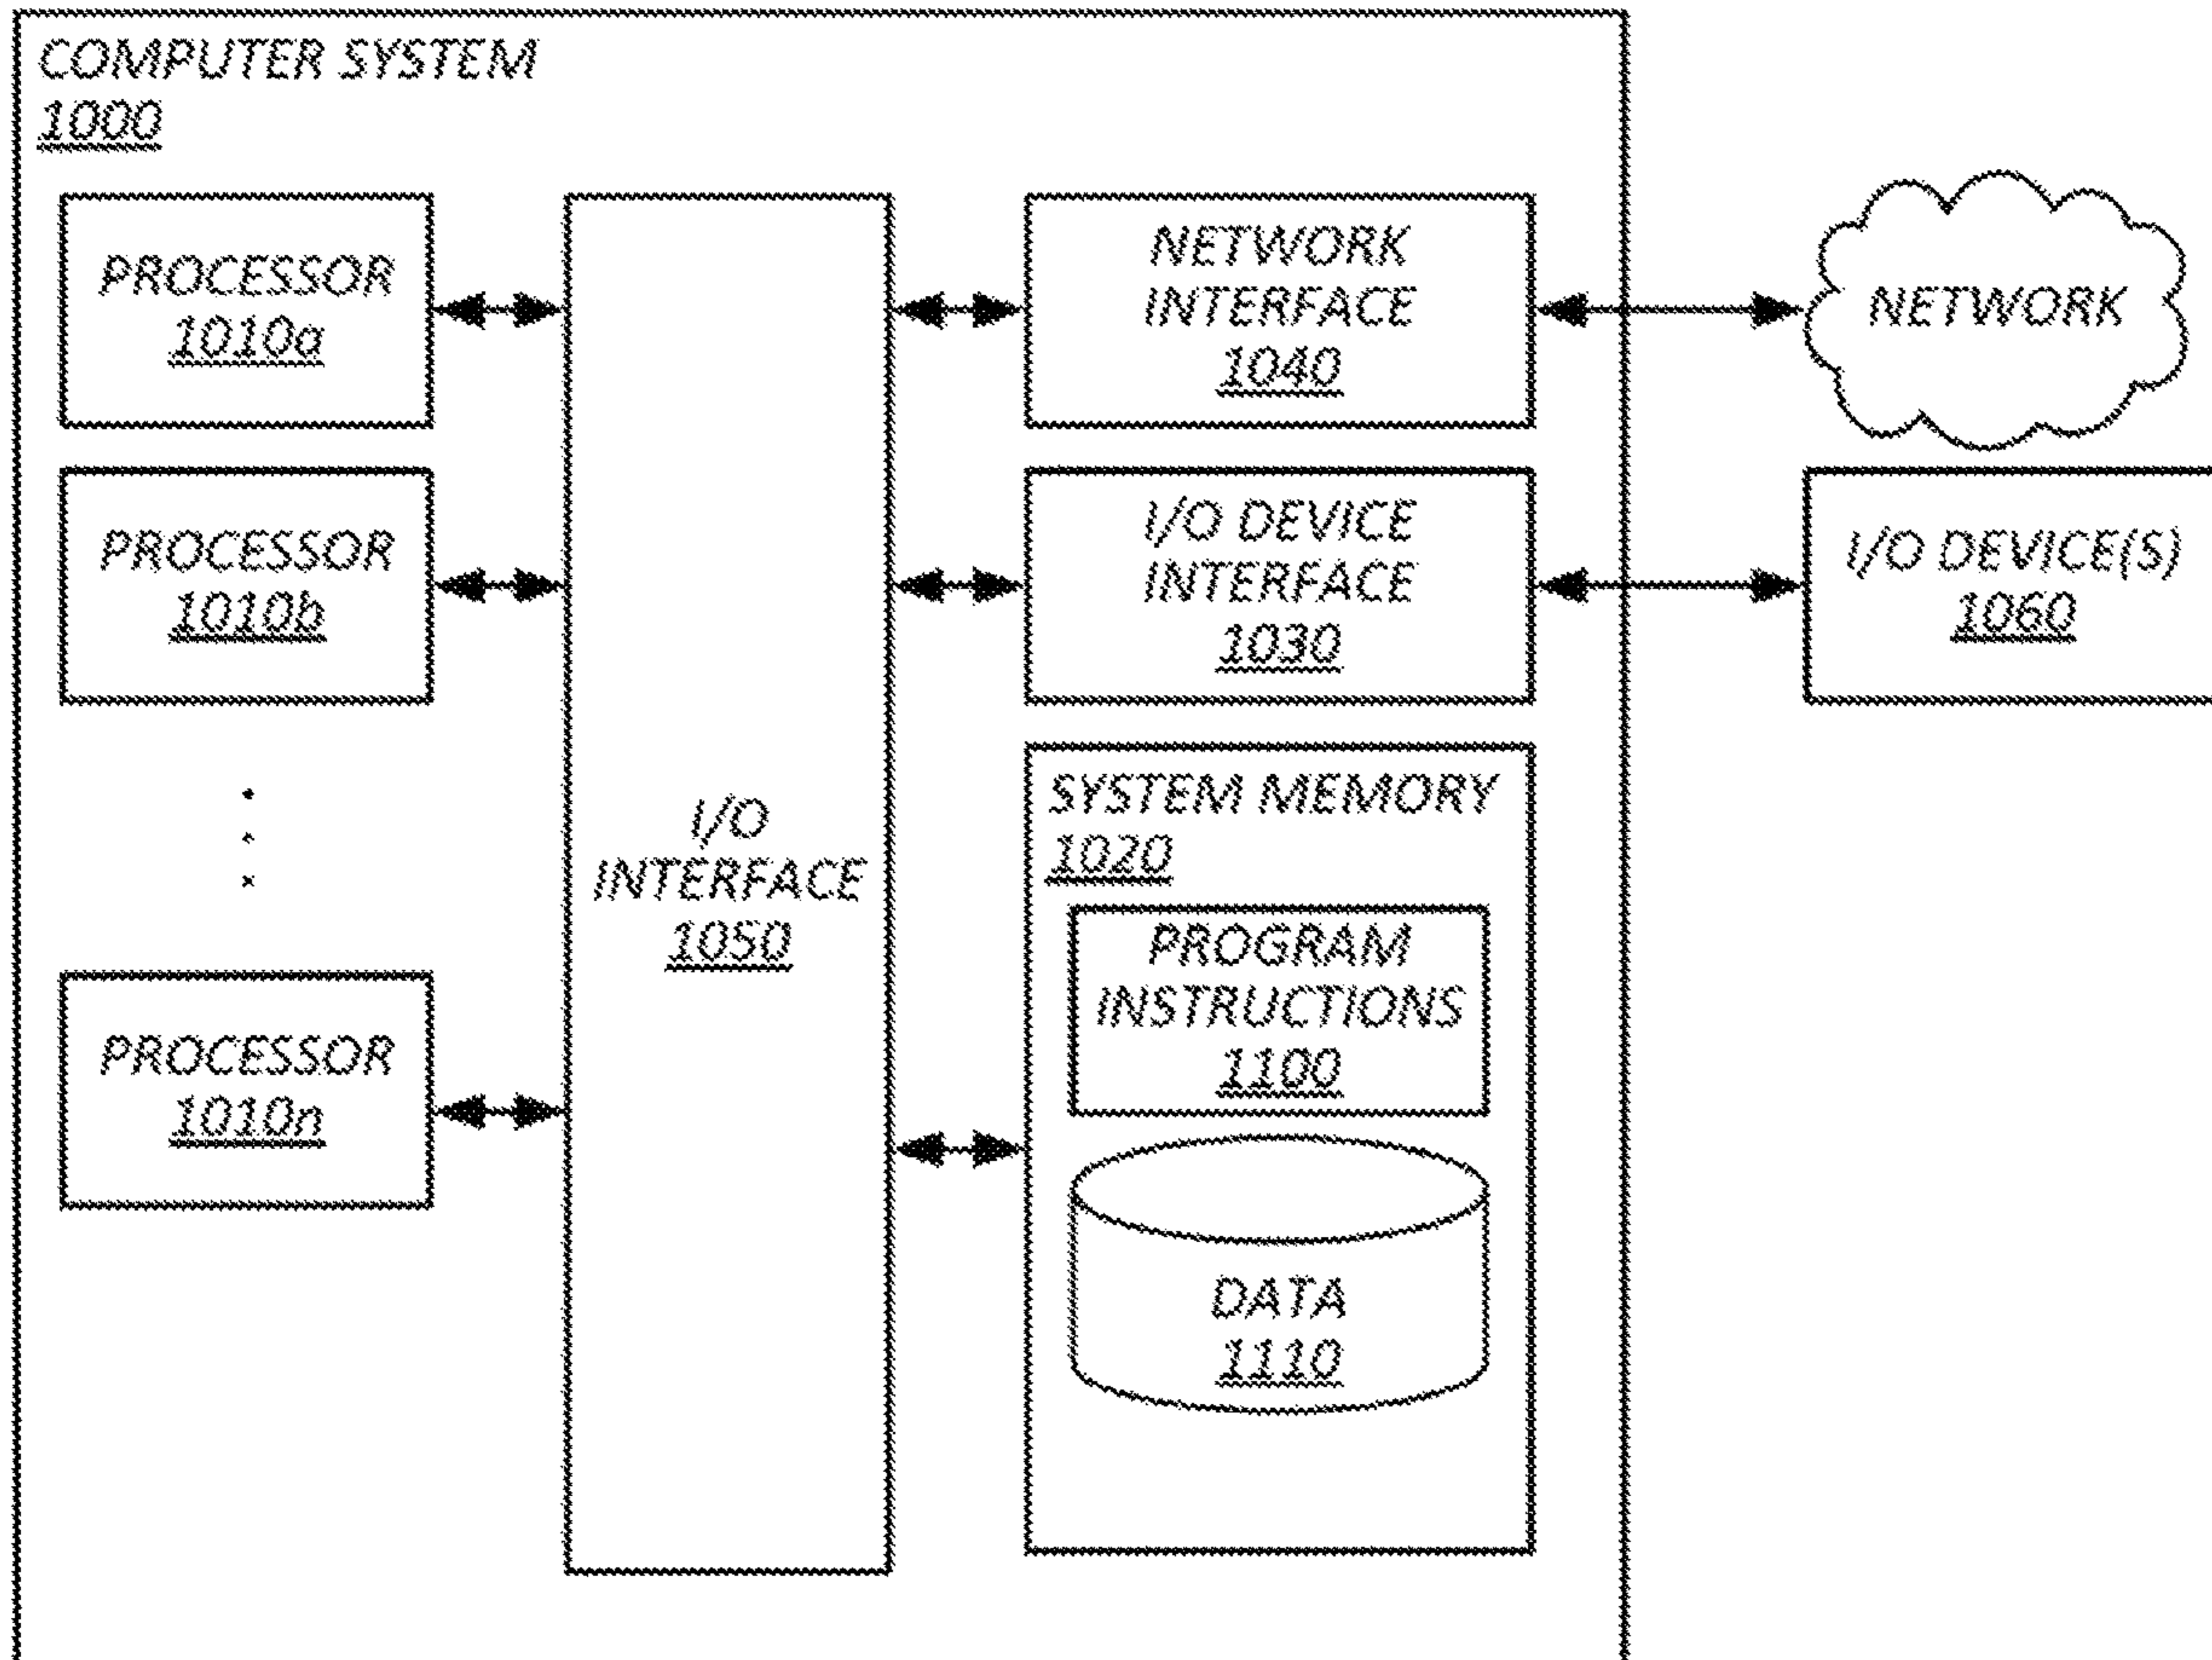 COMPUTER SYSTEM
1000
PROCESSOR
1010a
PROCESSOR
1010b
PROCESSOR
1010n
I/O
INTERFACE
1050
NETWORK
INTERFACE
1040
I/O DEVICE
INTERFACE
1030
SYSTEM MEMORY
1020
PROGRAM
INSTRUCTIONS
1100
DATA
1110
NETWORK
I/O DEVICE(S)
1060